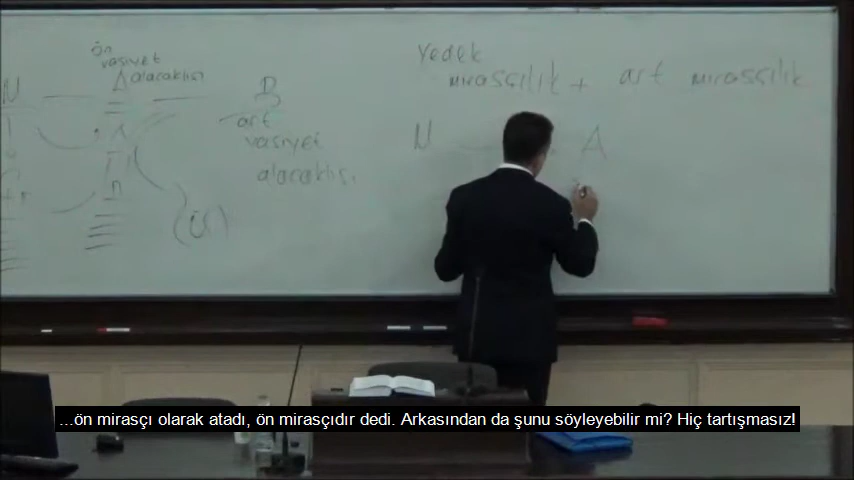 ön
vasiyet
alacaklısı
M A B
art
vasiyet
alacaklısı
(ÜÇ)
Yedek
mirasçılık + art mirasçılık
M A
...ön mirasçı olarak atadı, ön mirasçıdır dedi. Arkasından da şunu söyleyebilir mi? Hiç tartışmasız!